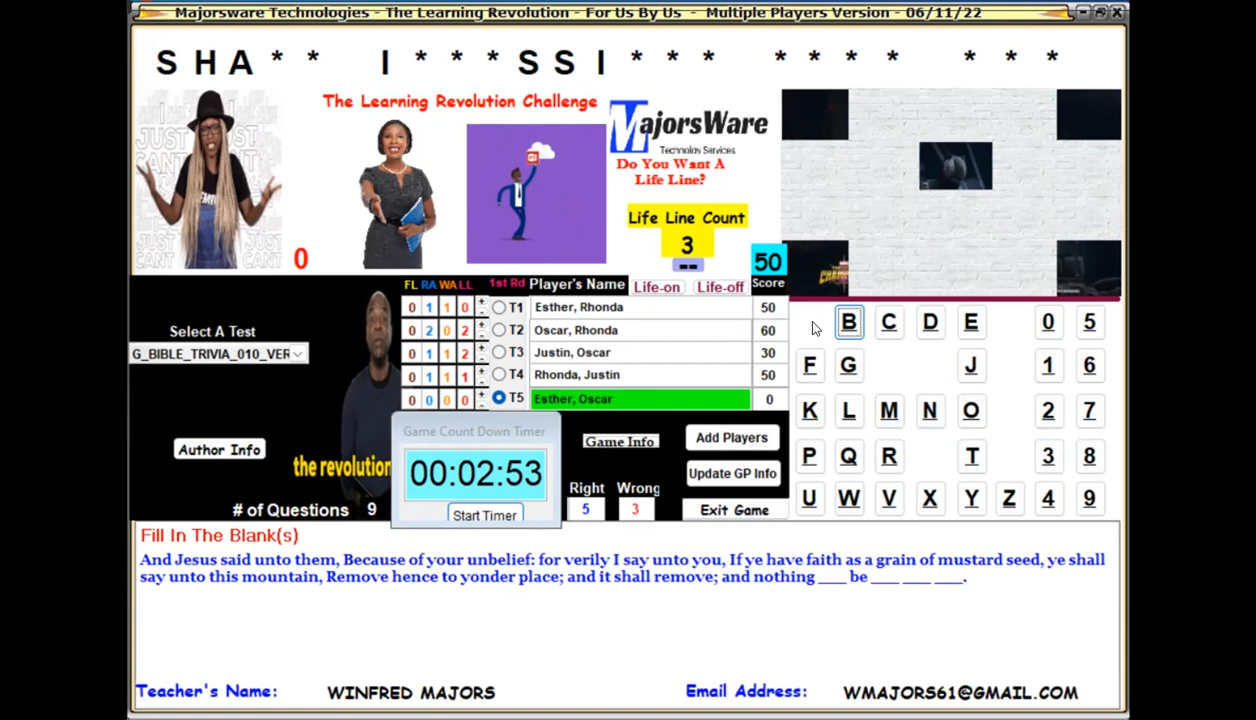 Majorsware Technologies - The Learning Revolution - For Us By Us - Multiple Players Version - 06/11/22
S H A * * I * * * S S I * * * * * * * * * *
The Learning Revolution Challenge
MajorsWare
Technology Services
Do You Want A
Life Line?
Life Line Count
3
--
I JUST CANT
0
50
Select A Test
G_BIBLE_TRIVIA_010_VER
Author Info
the revolution
# of Questions 9
FL RA WA LL 1st Rd Player's Name Life-on Life-off Score
0 1 1 0 + - T1 Esther, Rhonda 50
0 2 0 2 + - T2 Oscar, Rhonda 60
0 1 1 2 + - T3 Justin, Oscar 30
0 1 1 1 + - T4 Rhonda, Justin 50
0 0 0 0 + - T5 Esther, Oscar 0
Game Count Down Timer
00:02:53
Start Timer
Game Info
Right Wrong
5 3
Add Players
Update GP Info
Exit Game
B C D E 0 5
F G J 1 6
K L M N O 2 7
P Q R T 3 8
U W V X Y Z 4 9
Fill In The Blank(s)
And Jesus said unto them, Because of your unbelief: for verily I say unto you, If ye have faith as a grain of mustard seed, ye shall
say unto this mountain, Remove hence to yonder place; and it shall remove; and nothing ___ be ___ ___ ___.
Teacher's Name: WINFRED MAJORS Email Address: WMAJORS61@GMAIL.COM